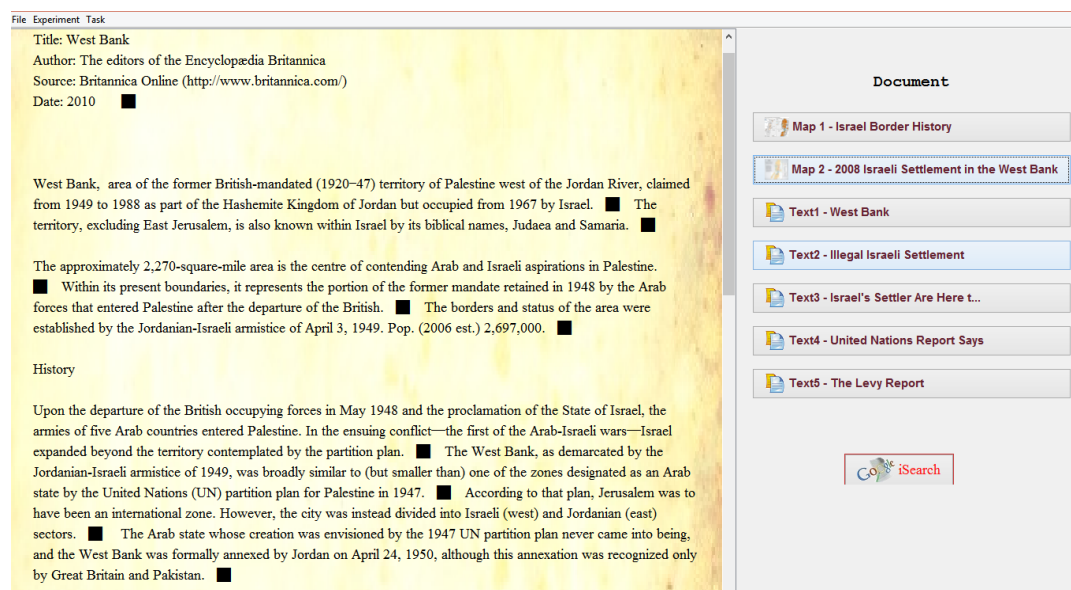 File Experiment Task
Title: West Bank
Author: The editors of the Encyclopædia Britannica
Source: Britannica Online (http://www.britannica.com/)
Date: 2010
West Bank, area of the former British-mandated (1920–47) territory of Palestine west of the Jordan River, claimed
from 1949 to 1988 as part of the Hashemite Kingdom of Jordan but occupied from 1967 by Israel. The
territory, excluding East Jerusalem, is also known within Israel by its biblical names, Judaea and Samaria.
The approximately 2,270-square-mile area is the centre of contending Arab and Israeli aspirations in Palestine.
Within its present boundaries, it represents the portion of the former mandate retained in 1948 by the Arab
forces that entered Palestine after the departure of the British. The borders and status of the area were
established by the Jordanian-Israeli armistice of April 3, 1949. Pop. (2006 est.) 2,697,000.
History
Upon the departure of the British occupying forces in May 1948 and the proclamation of the State of Israel, the
armies of five Arab countries entered Palestine. In the ensuing conflict—the first of the Arab-Israeli wars—Israel
expanded beyond the territory contemplated by the partition plan. The West Bank, as demarcated by the
Jordanian-Israeli armistice of 1949, was broadly similar to (but smaller than) one of the zones designated as an Arab
state by the United Nations (UN) partition plan for Palestine in 1947. According to that plan, Jerusalem was to
have been an international zone. However, the city was instead divided into Israeli (west) and Jordanian (east)
sectors. The Arab state whose creation was envisioned by the 1947 UN partition plan never came into being,
and the West Bank was formally annexed by Jordan on April 24, 1950, although this annexation was recognized only
by Great Britain and Pakistan.
Document
Map 1 - Israel Border History
Map 2 - 2008 Israeli Settlement in the West Bank
Text1 - West Bank
Text2 - Illegal Israeli Settlement
Text3 - Israel's Settler Are Here t...
Text4 - United Nations Report Says
Text5 - The Levy Report
Google iSearch